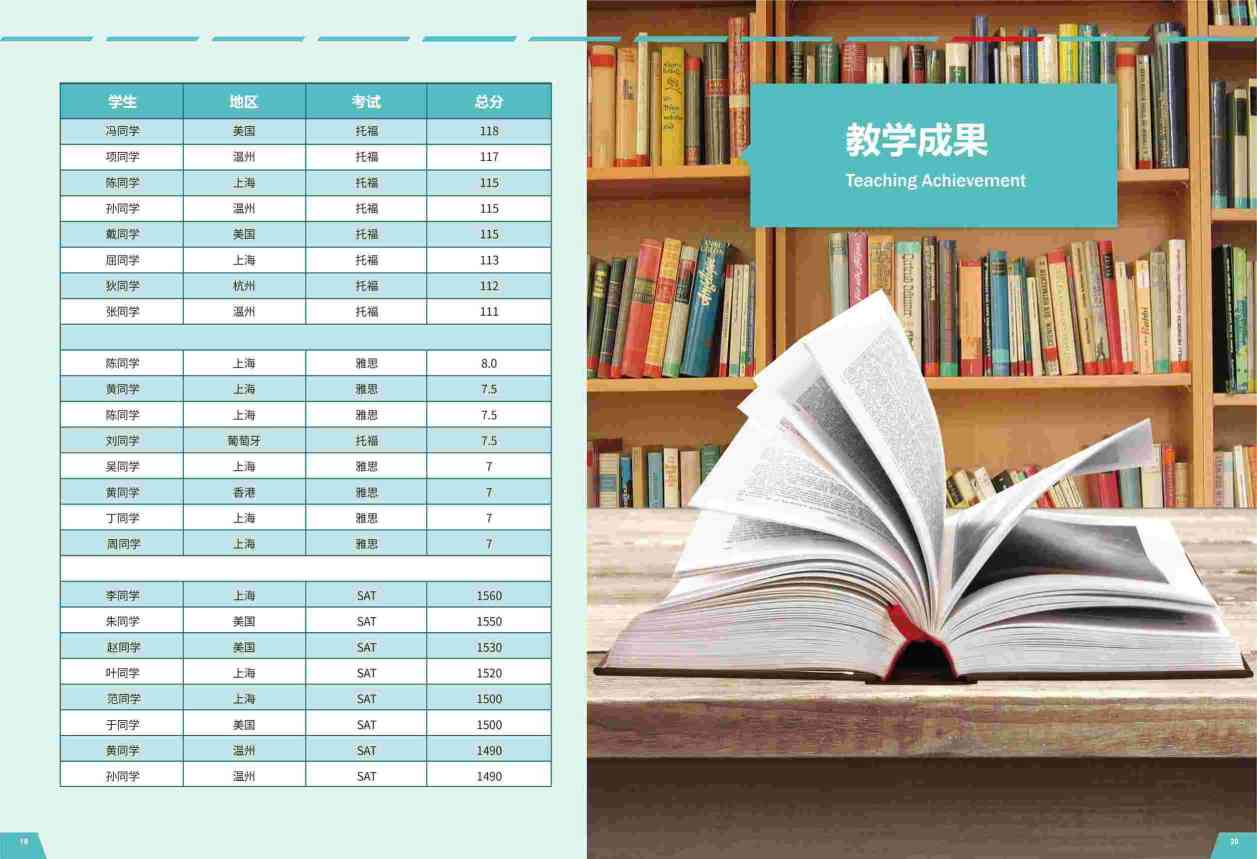 学生 地区 考试 总分
冯同学 美国 托福 118
项同学 温州 托福 117
陈同学 上海 托福 115
孙同学 温州 托福 115
戴同学 美国 托福 115
屈同学 上海 托福 113
狄同学 杭州 托福 112
张同学 温州 托福 111
陈同学 上海 雅思 8.0
黄同学 上海 雅思 7.5
陈同学 上海 雅思 7.5
刘同学 葡萄牙 托福 7.5
吴同学 上海 雅思 7
黄同学 香港 雅思 7
丁同学 上海 雅思 7
周同学 上海 雅思 7
李同学 上海 SAT 1560
朱同学 美国 SAT 1550
赵同学 美国 SAT 1530
叶同学 上海 SAT 1520
范同学 上海 SAT 1500
于同学 美国 SAT 1500
黄同学 温州 SAT 1490
孙同学 温州 SAT 1490
教学成果
Teaching Achievement
20